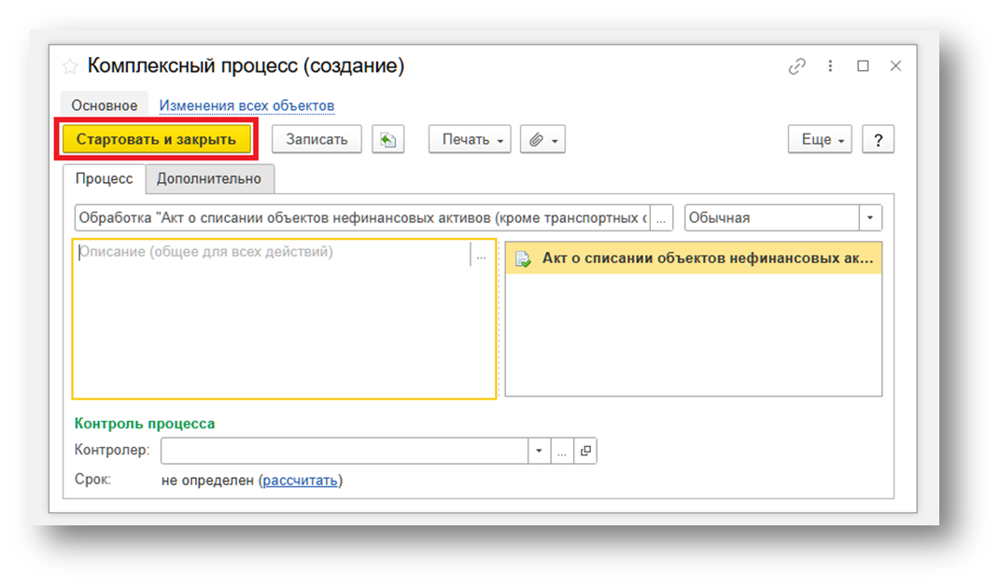 Комплексный процесс (создание)
Основное Изменения всех объектов
Стартовать и закрыть Записать Печать Еще ?
Процесс Дополнительно
Обработка "Акт о списании объектов нефинансовых активов (кроме транспортных с ... Обычная
Описание (общее для всех действий) ... Акт о списании объектов нефинансовых ак...
Контроль процесса
Контролер: ...
Срок: не определен (рассчитать)